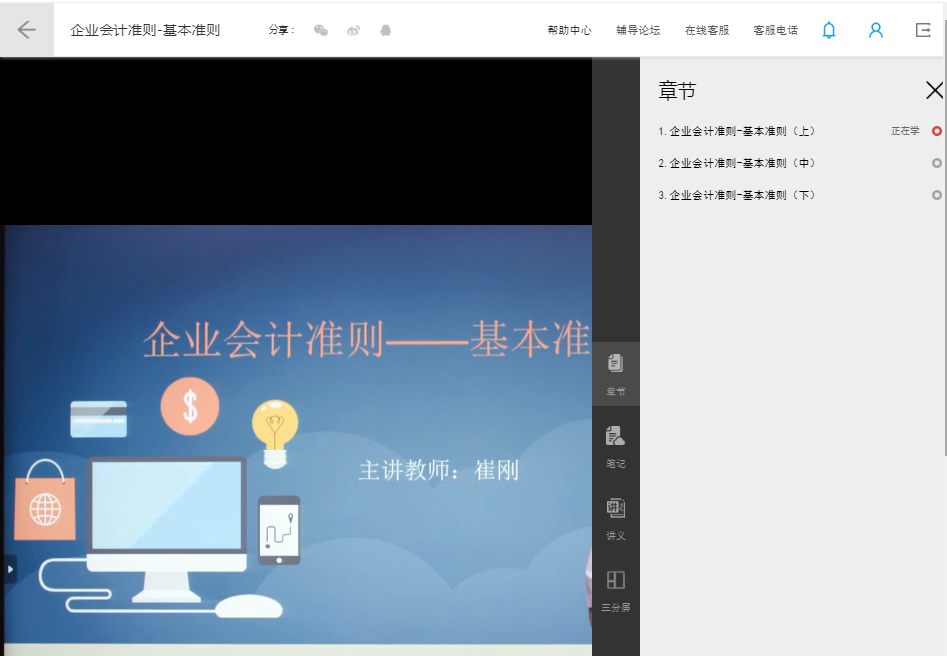 企业会计准则-基本准则 分享: 帮助中心 辅导论坛 在线客服 客服电话
章节
1. 企业会计准则-基本准则（上） 正在学
2. 企业会计准则-基本准则（中）
3. 企业会计准则-基本准则（下）
企业会计准则——基本准
$
主讲教师：崔刚
章节
笔记
讲义
三分屏